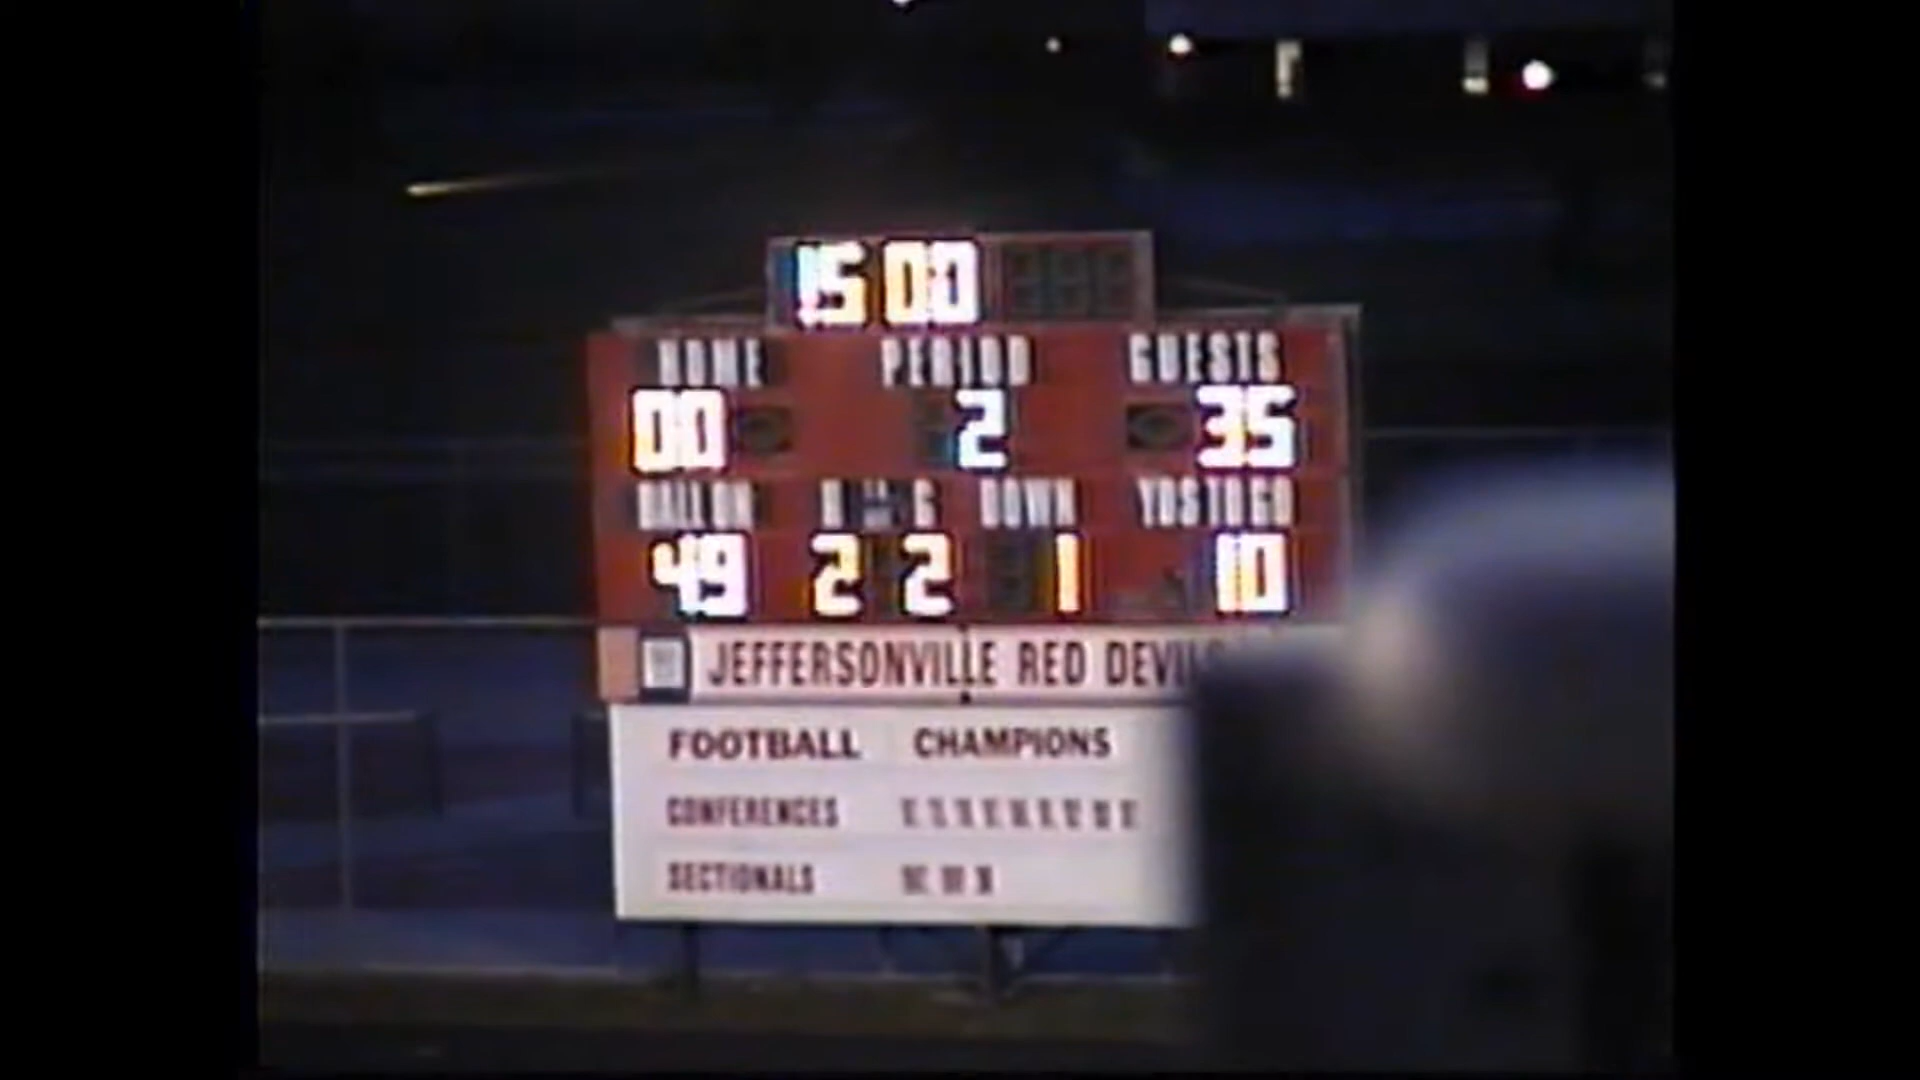 15 00
HOME PERIOD GUESTS
00 2 35
BALL ON H G DOWN YDS TO GO
49 2 2 1 10
JEFFERSONVILLE RED
FOOTBALL CHAMPIONS
CONFERENCES
SECTIONALS